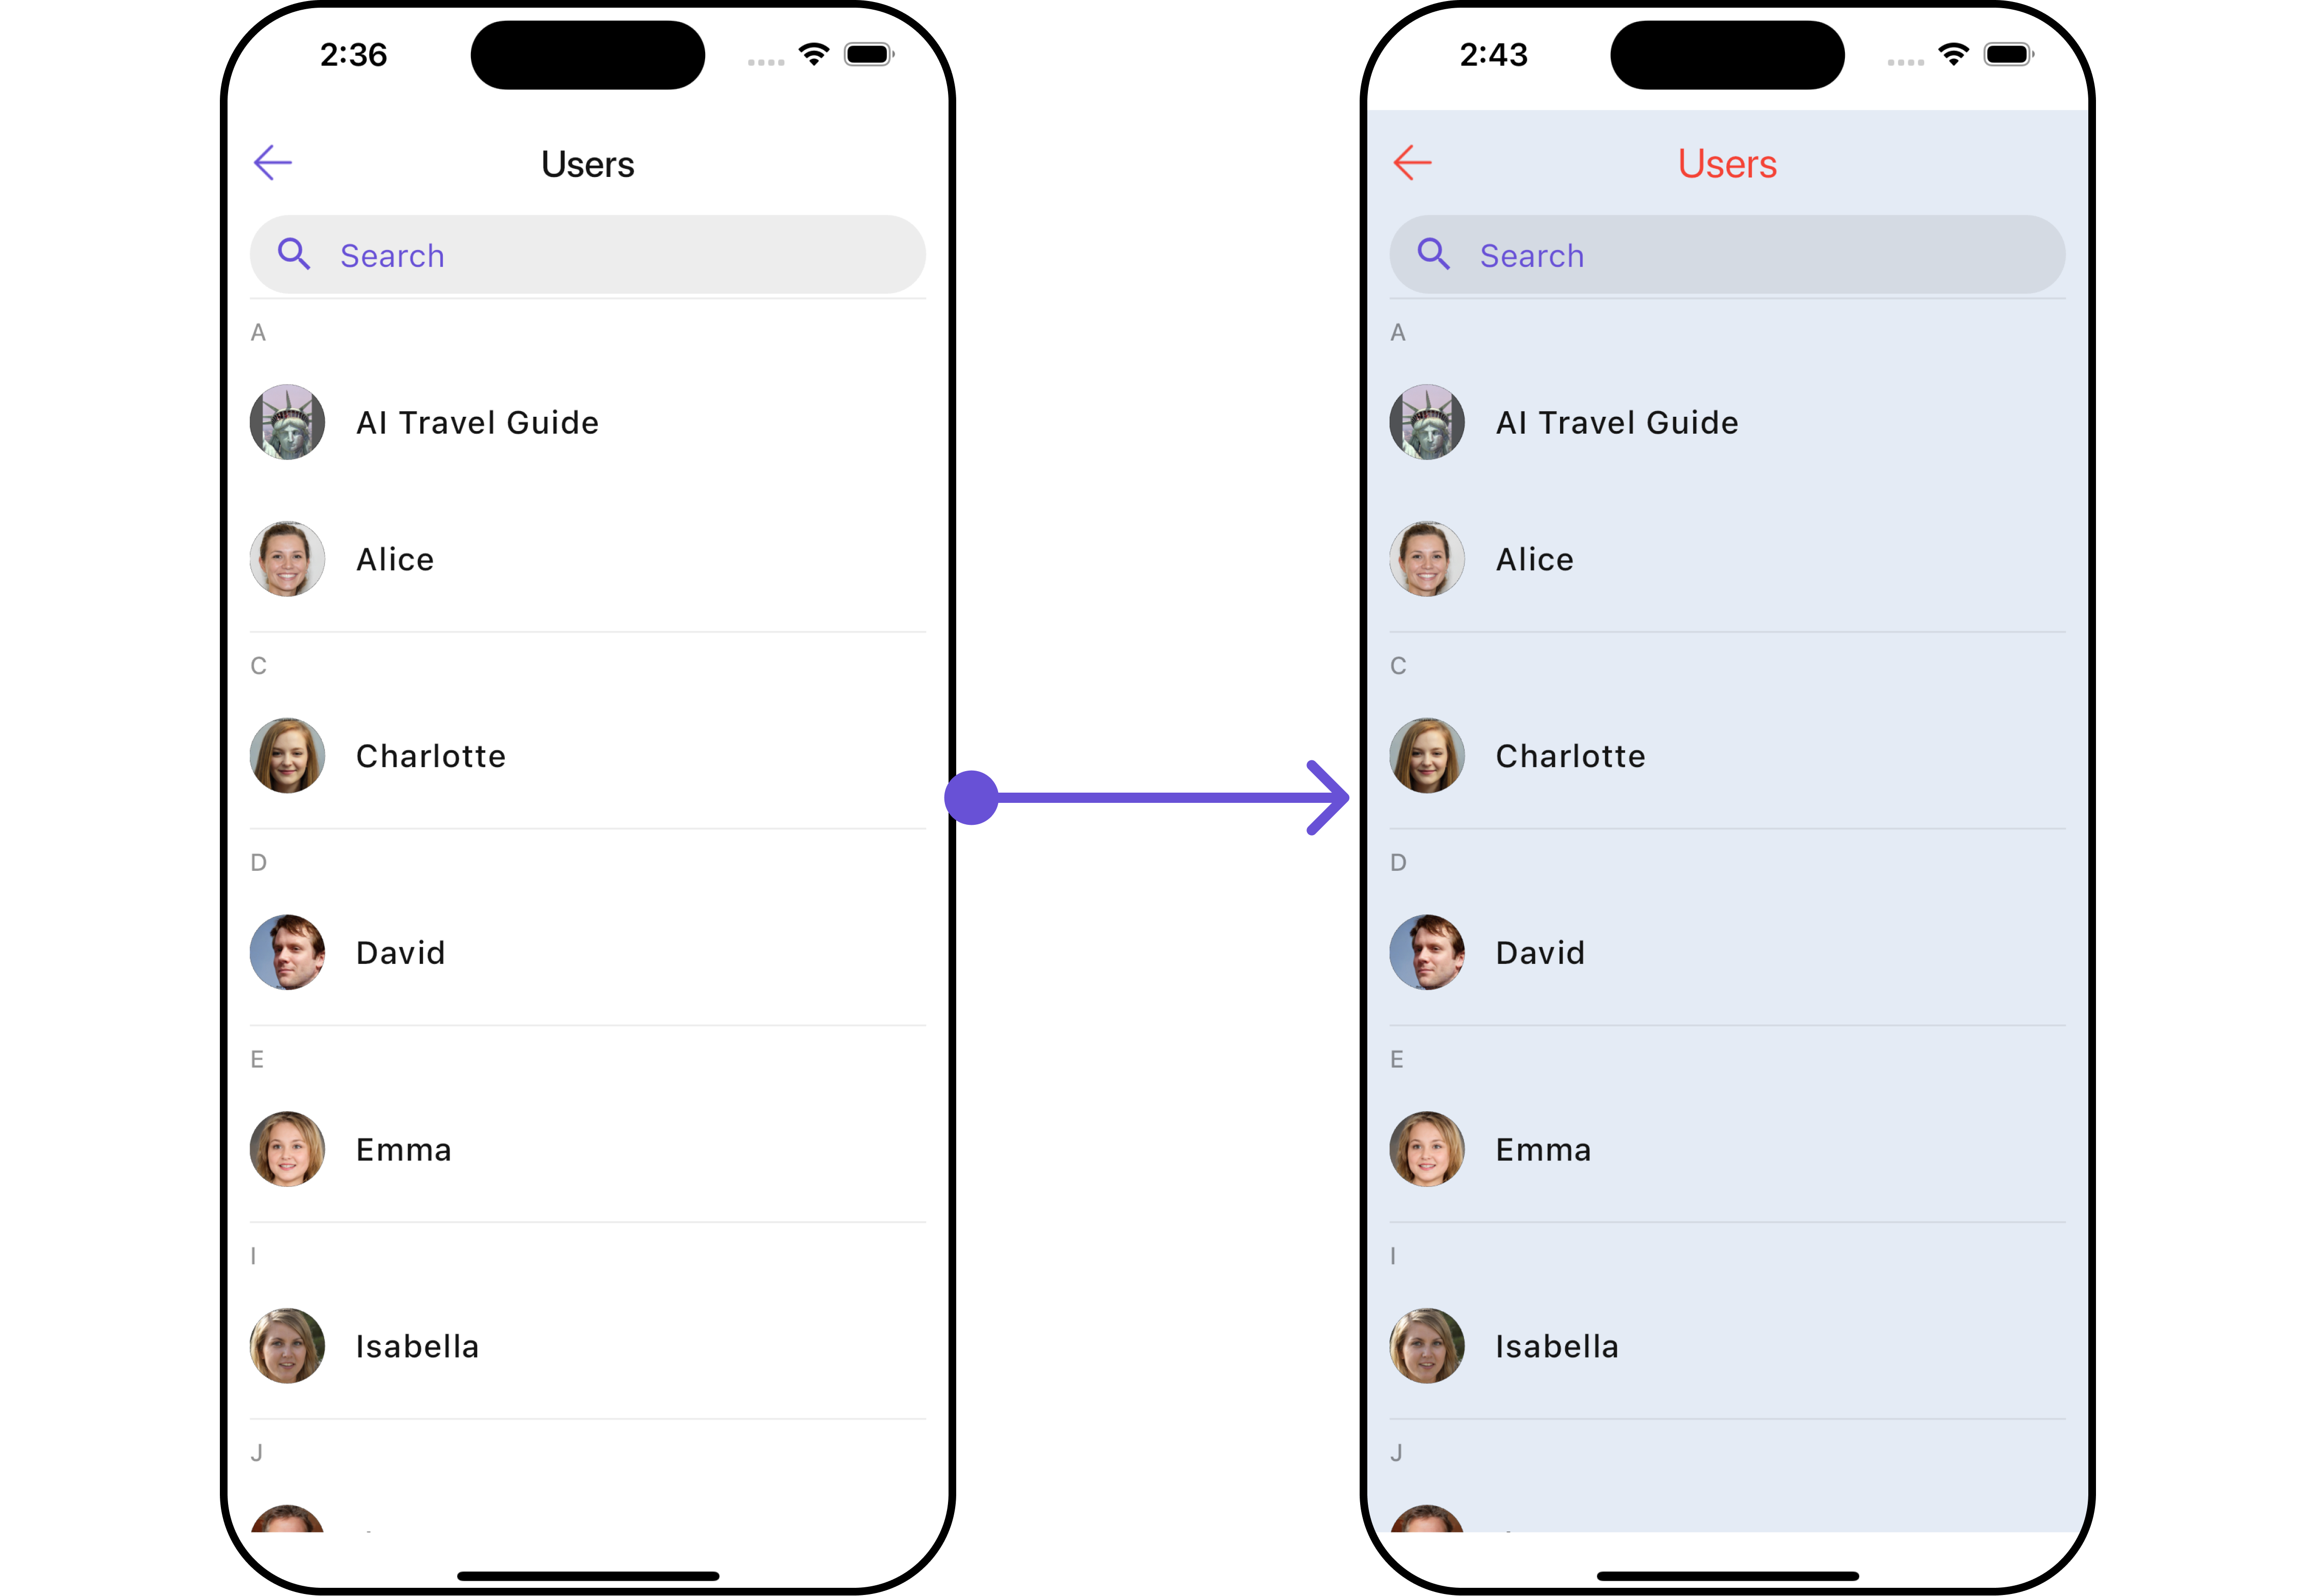 2:36
Users
Search
A
AI Travel Guide
Alice
C
Charlotte
D
David
E
Emma
I
Isabella
J
2:43
Users
Search
A
AI Travel Guide
Alice
C
Charlotte
D
David
E
Emma
I
Isabella
J